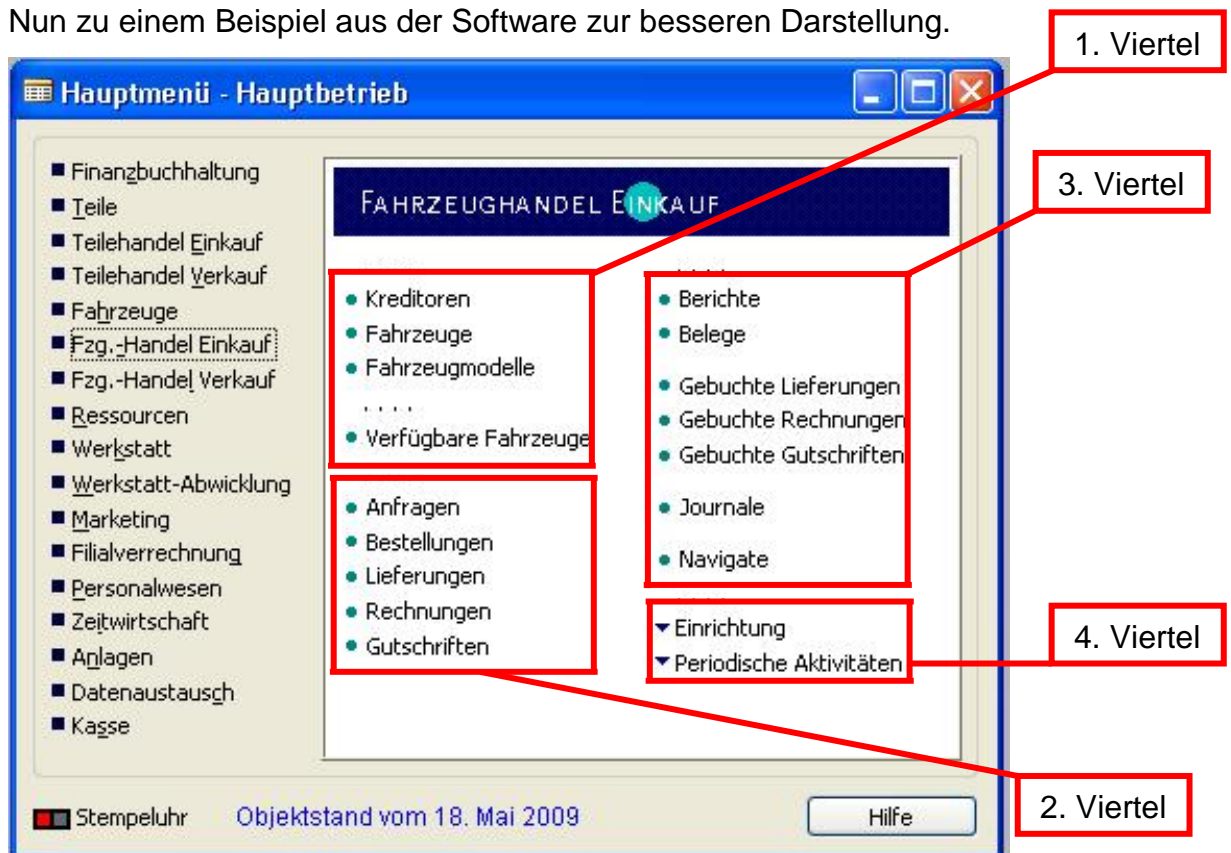 Nun zu einem Beispiel aus der Software zur besseren Darstellung.
1. Viertel
Hauptmenü - Hauptbetrieb
3. Viertel
Finanzbuchhaltung
Teile
Teilehandel Einkauf
Teilehandel Verkauf
Fahrzeuge
Fzg.-Handel Einkauf
Fzg.-Handel Verkauf
Ressourcen
Werkstatt
Werkstatt-Abwicklung
Marketing
Filialverrechnung
Personalwesen
Zeitwirtschaft
Anlagen
Datenaustausch
Kasse
FAHRZEUGHANDEL EINKAUF
Kreditoren
Fahrzeuge
Fahrzeugmodelle
Verfügbare Fahrzeuge
Anfragen
Bestellungen
Lieferungen
Rechnungen
Gutschriften
Berichte
Belege
Gebuchte Lieferungen
Gebuchte Rechnungen
Gebuchte Gutschriften
Journale
Navigate
Einrichtung
Periodische Aktivitäten
4. Viertel
2. Viertel
Stempeluhr
Objektstand vom 18. Mai 2009
Hilfe